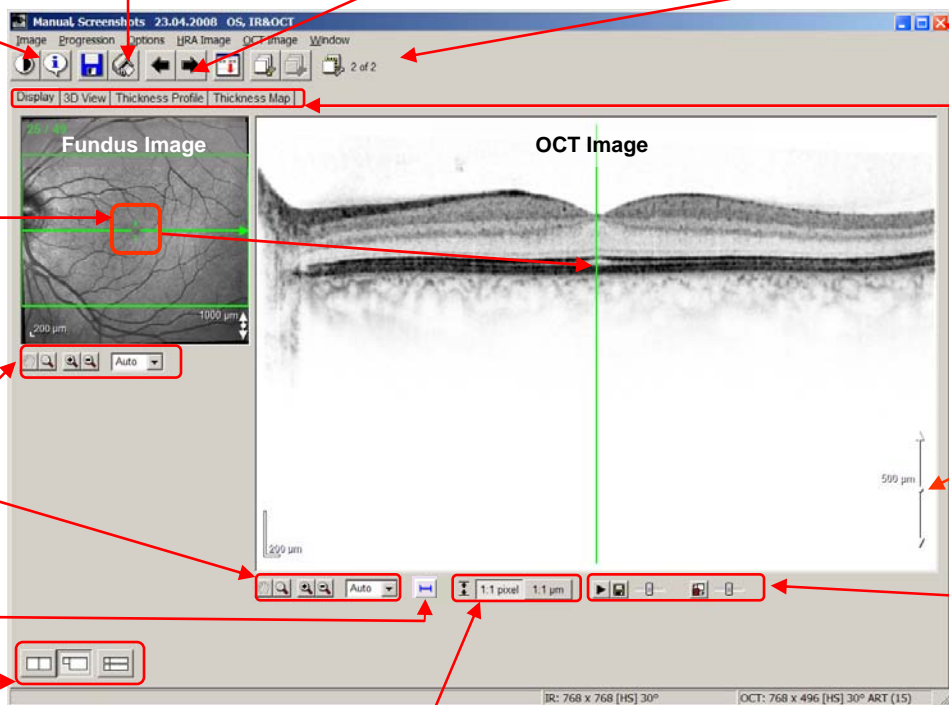 Manual, Screenshots 23.04.2008 OS, IR&OCT
Image Progression Options HRA Image OCT Image Window
2 of 2
Display 3D View Thickness Profile Thickness Map
25 / 49
Fundus Image
OCT Image
1000 µm
200 µm
Auto
500 µm
200 µm
Auto 1:1 pixel 1:1 µm
IR: 768 x 768 [HS] 30° OCT: 768 x 496 [HS] 30° ART (15)